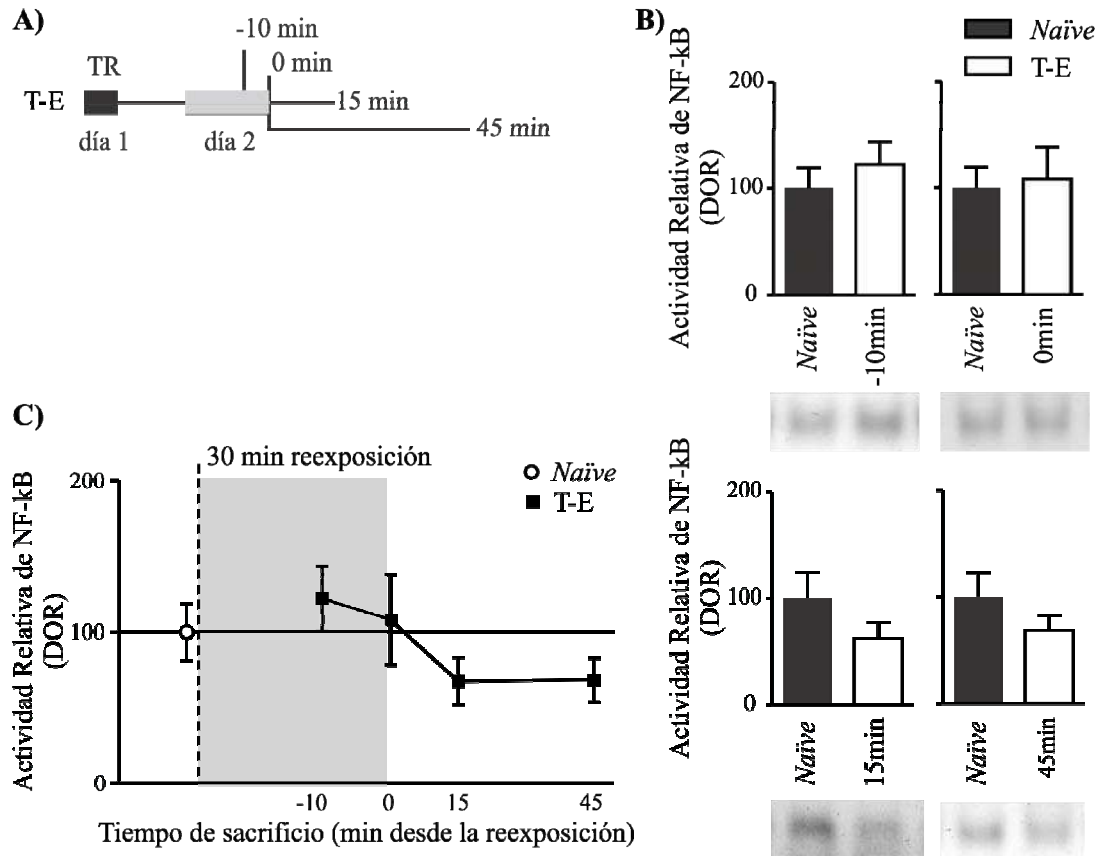 A)
-10 min
0 min
TR
T-E
15 min
45 min
día 1
día 2
B)
Naïve
T-E
Actividad Relativa de NF-kB
(DOR)
200
100
0
Naïve
-10min
Naïve
0min
C)
30 min reexposición
Naïve
T-E
Actividad Relativa de NF-kB
(DOR)
200
100
0
-10
0
15
45
Tiempo de sacrificio (min desde la reexposición)
Actividad Relativa de NF-kB
(DOR)
200
100
0
Naïve
15min
Naïve
45min